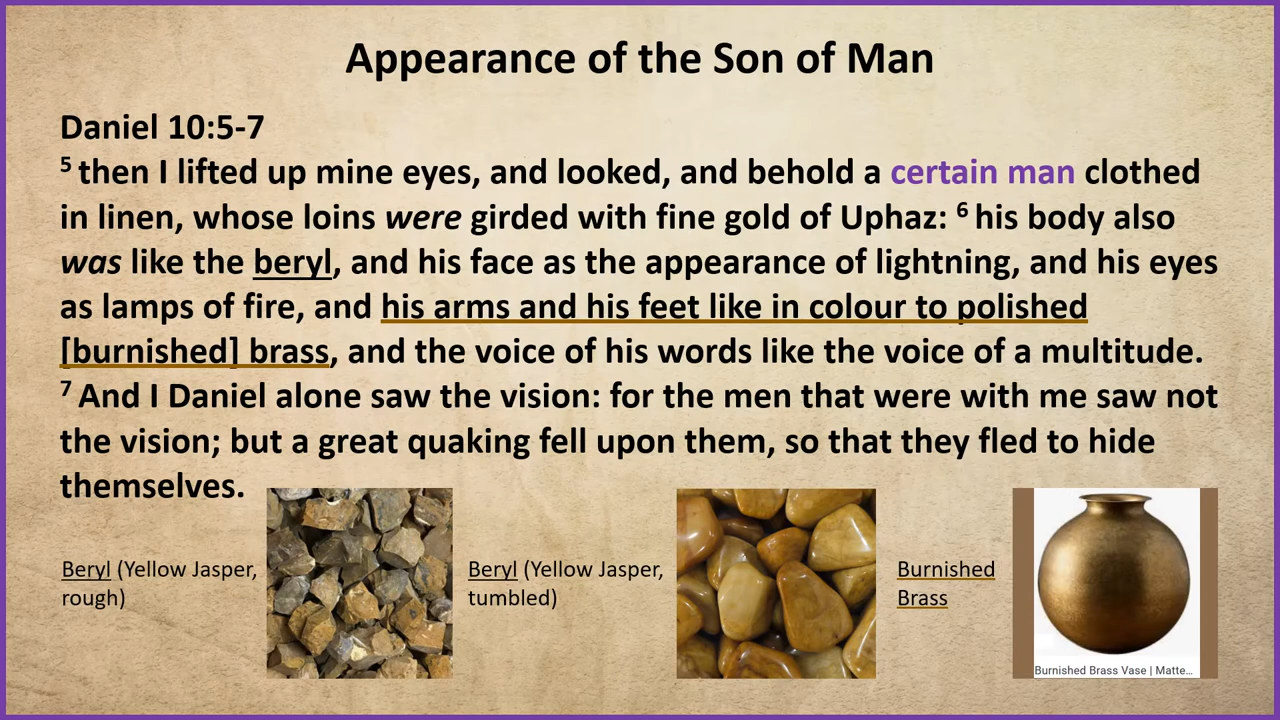 Appearance of the Son of Man
Daniel 10:5-7
5 then I lifted up mine eyes, and looked, and behold a certain man clothed
in linen, whose loins were girded with fine gold of Uphaz: 6 his body also
was like the beryl, and his face as the appearance of lightning, and his eyes
as lamps of fire, and his arms and his feet like in colour to polished
[burnished] brass, and the voice of his words like the voice of a multitude.
7 And I Daniel alone saw the vision: for the men that were with me saw not
the vision; but a great quaking fell upon them, so that they fled to hide
themselves.
Beryl (Yellow Jasper,
rough)
Beryl (Yellow Jasper,
tumbled)
Burnished
Brass
Burnished Brass Vase | Matte...